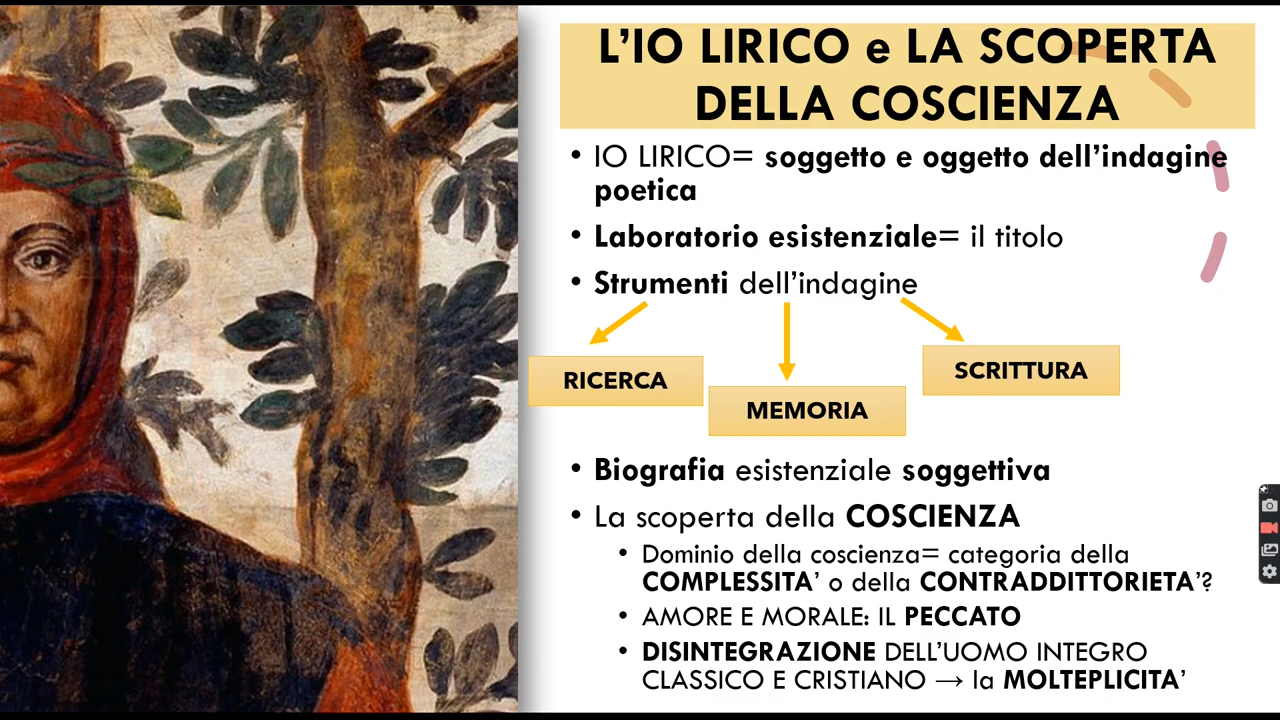 L’IO LIRICO e LA SCOPERTA
DELLA COSCIENZA
• IO LIRICO= soggetto e oggetto dell’indagine
poetica
• Laboratorio esistenziale= il titolo
• Strumenti dell’indagine
RICERCA
MEMORIA
SCRITTURA
• Biografia esistenziale soggettiva
• La scoperta della COSCIENZA
• Dominio della coscienza= categoria della
COMPLESSITA’ o della CONTRADDITTORIETA’?
• AMORE E MORALE: IL PECCATO
• DISINTEGRAZIONE DELL’UOMO INTEGRO
CLASSICO E CRISTIANO → la MOLTEPLICITA’